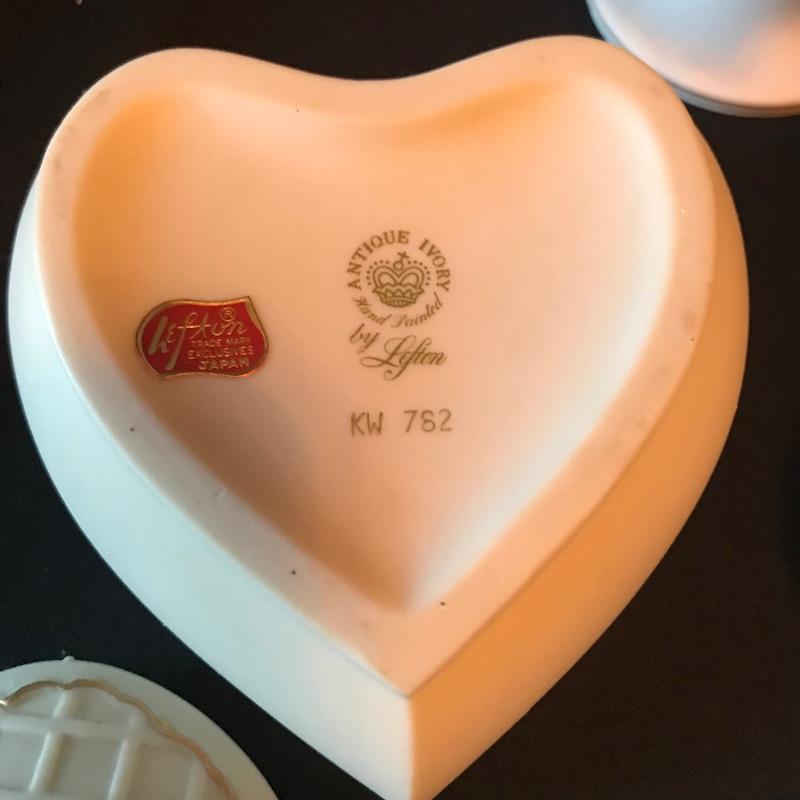 Lefton ®
TRADE MARK
EXCLUSIVES
JAPAN
ANTIQUE IVORY
Hand Painted
by Lefton
KW 782